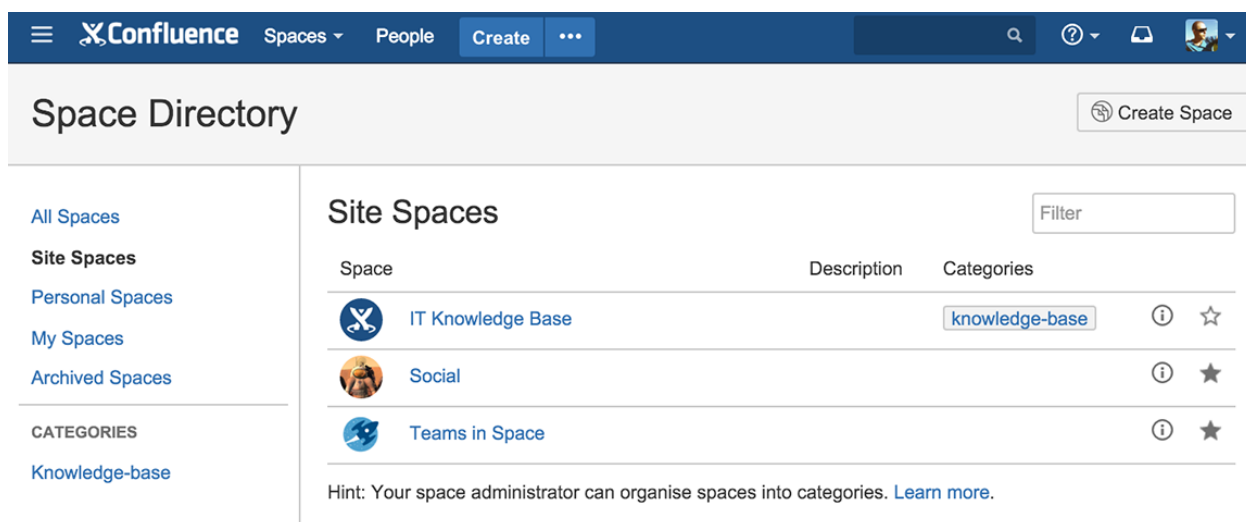 Confluence Spaces People Create •••
Space Directory
Create Space
All Spaces
Site Spaces
Personal Spaces
My Spaces
Archived Spaces
CATEGORIES
Knowledge-base
Site Spaces
Filter
Space Description Categories
IT Knowledge Base knowledge-base
Social
Teams in Space
Hint: Your space administrator can organise spaces into categories. Learn more.